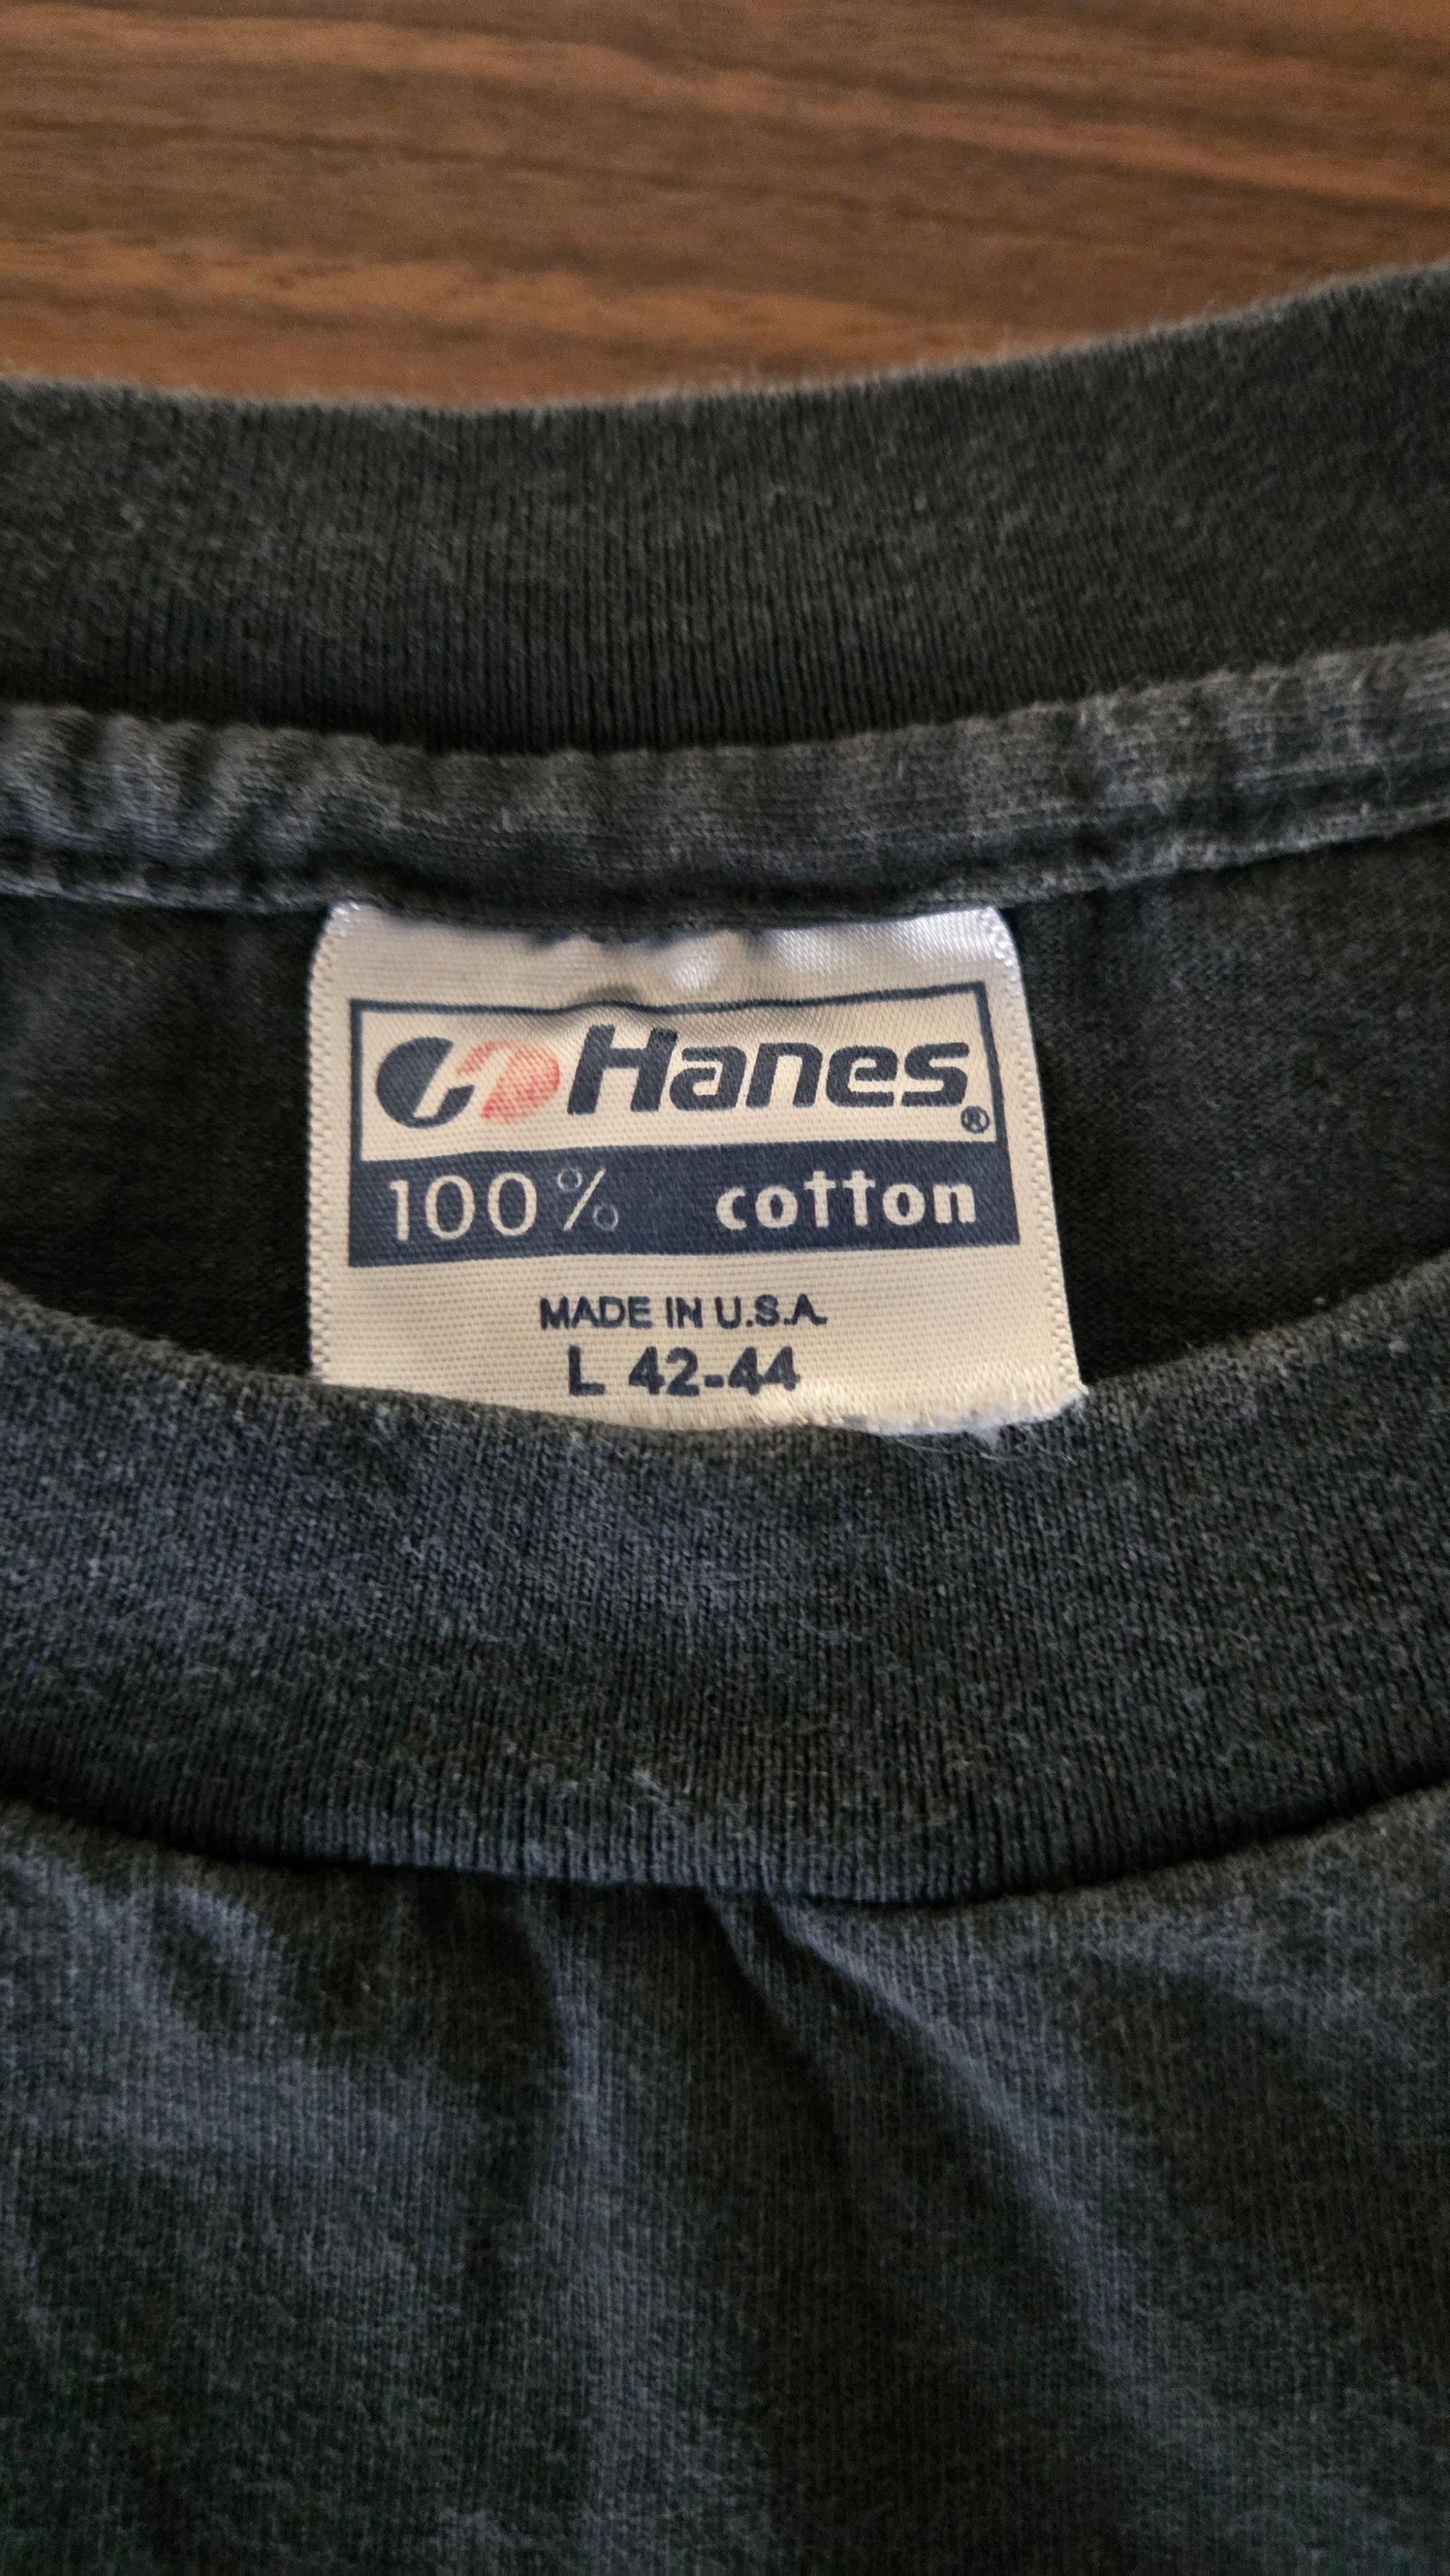 Hanes®
100% cotton
MADE IN U.S.A.
L 42-44